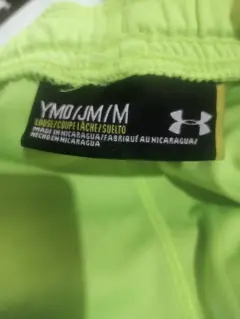 YMD/JM/M
LOOSE/COUPE LÂCHE/SUELTO
MADE IN NICARAGUA/FABRIQUÉ AU NICARAGUA/
HECHO EN NICARAGUA